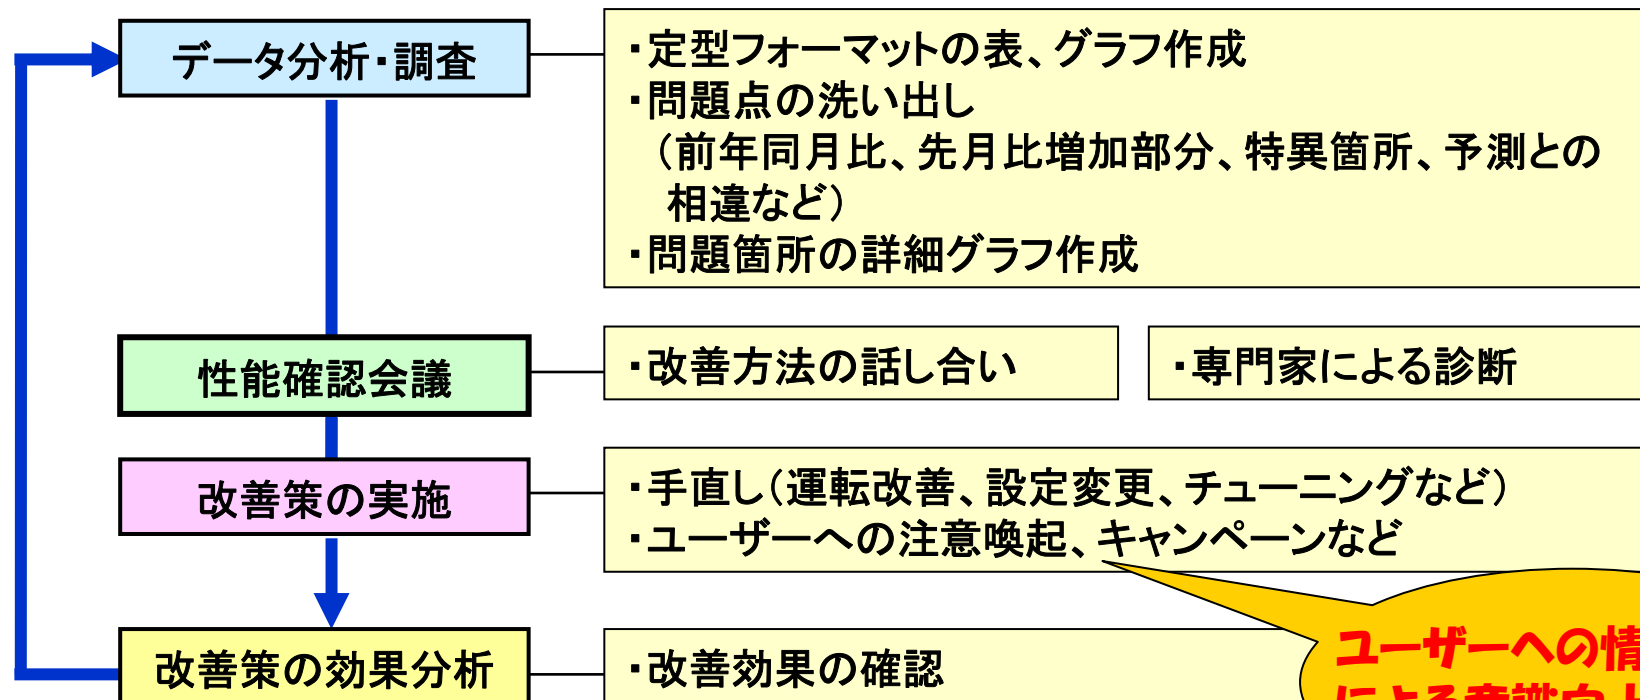 データ分析・調査
・定型フォーマットの表、グラフ作成
・問題点の洗い出し
（前年同月比、先月比増加部分、特異箇所、予測との
相違など）
・問題箇所の詳細グラフ作成
性能確認会議
・改善方法の話し合い
・専門家による診断
改善策の実施
・手直し（運転改善、設定変更、チューニングなど）
・ユーザーへの注意喚起、キャンペーンなど
改善策の効果分析
・改善効果の確認
ユーザーへの情
による意識向上